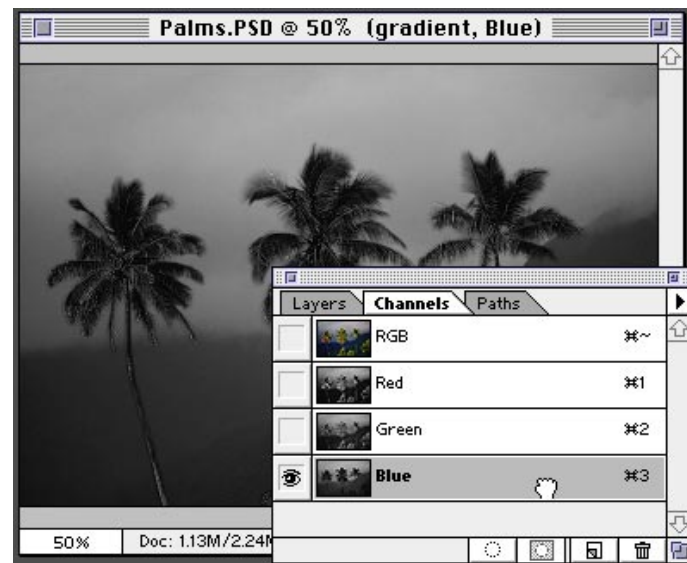 Palms.PSD @ 50% (gradient, Blue)
Layers Channels Paths
RGB ⌘~
Red ⌘1
Green ⌘2
Blue ⌘3
50% Doc: 1.13M/2.24M